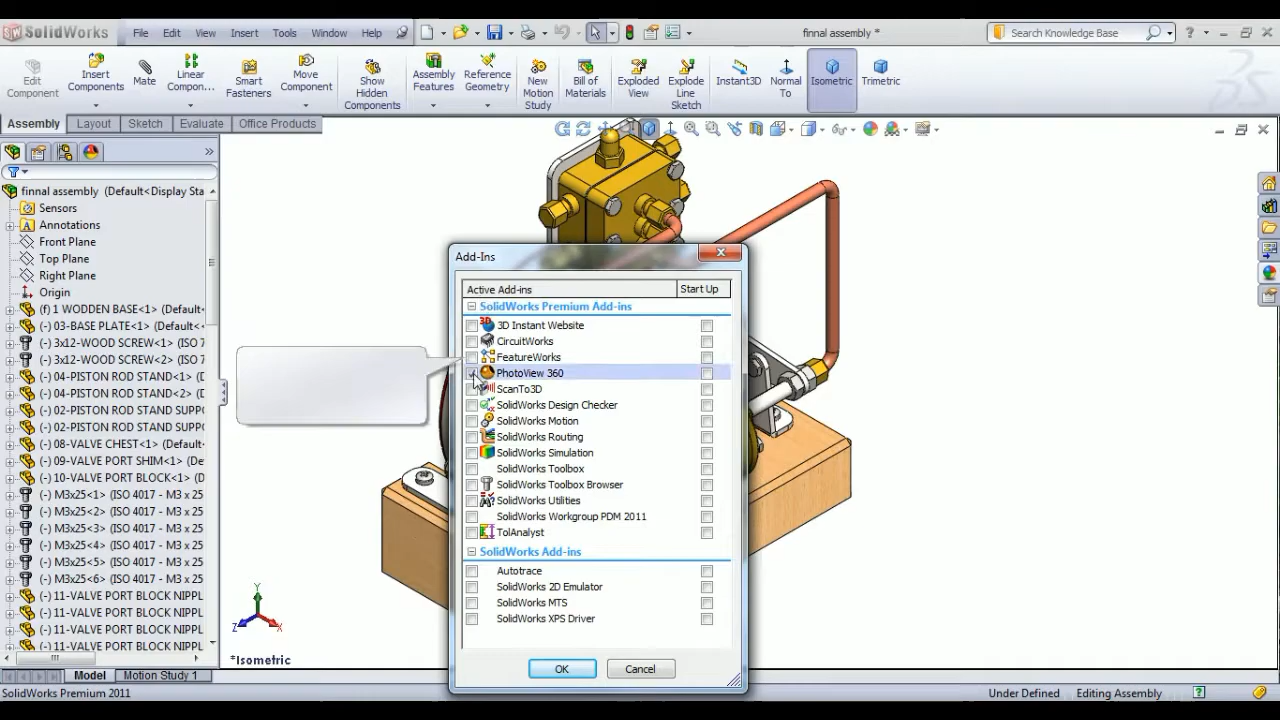 SolidWorks
File
Edit
View
Insert
Tools
Window
Help
finnal assembly *
Search Knowledge Base
?
Edit Component
Insert Components
Mate
Linear Compon...
Smart Fasteners
Move Component
Show Hidden Components
Assembly Features
Reference Geometry
New Motion Study
Bill of Materials
Exploded View
Explode Line Sketch
Instant3D
Normal To
Isometric
Trimetric
Assembly
Layout
Sketch
Evaluate
Office Products
finnal assembly (Default<Display Sta
Sensors
Annotations
Front Plane
Top Plane
Right Plane
Origin
(f) 1 WODDEN BASE<1> (Default-
(-) 03-BASE PLATE<1> (Default<
(-) 3x12-WOOD SCREW<1> (ISO 7
(-) 3x12-WOOD SCREW<2> (ISO
(-) 04-PISTON ROD STAND<1> (D
(-) 04-PISTON ROD STAND<2> (D
(-) 02-PISTON ROD STAND SUPPO
(-) 02-PISTON ROD STAND SUPP
(-) 08-VALVE CHEST<1> (Default
(-) 09-VALVE PORT SHIM<1> (De
(-) 10-VALVE PORT BLOCK<1> (D
(-) M3x25<1> (ISO 4017 - M3 x 25
(-) M3x25<2> (ISO 4017 - M3 x 25
(-) M3x25<3> (ISO 4017 - M3 x 25
(-) M3x25<4> (ISO 4017 - M3 x 25
(-) M3x25<5> (ISO 4017 - M3 x 25
(-) M3x25<6> (ISO 4017 - M3 x 25
(-) 11-VALVE PORT BLOCK NIPPL
(-) 11-VALVE PORT BLOCK NIPPL
(-) 11-VALVE PORT BLOCK NIPPL
(-) 11-VALVE PORT BLOCK NIPPL
Add-Ins
Active Add-ins
Start Up
SolidWorks Premium Add-ins
3D Instant Website
CircuitWorks
FeatureWorks
PhotoView 360
ScanTo3D
SolidWorks Design Checker
SolidWorks Motion
SolidWorks Routing
SolidWorks Simulation
SolidWorks Toolbox
SolidWorks Toolbox Browser
SolidWorks Utilities
SolidWorks Workgroup PDM 2011
TolAnalyst
SolidWorks Add-ins
Autotrace
SolidWorks 2D Emulator
SolidWorks MTS
SolidWorks XPS Driver
OK
Cancel
Y
Z
X
*Isometric
Model
Motion Study 1
SolidWorks Premium 2011
Under Defined
Editing Assembly
?